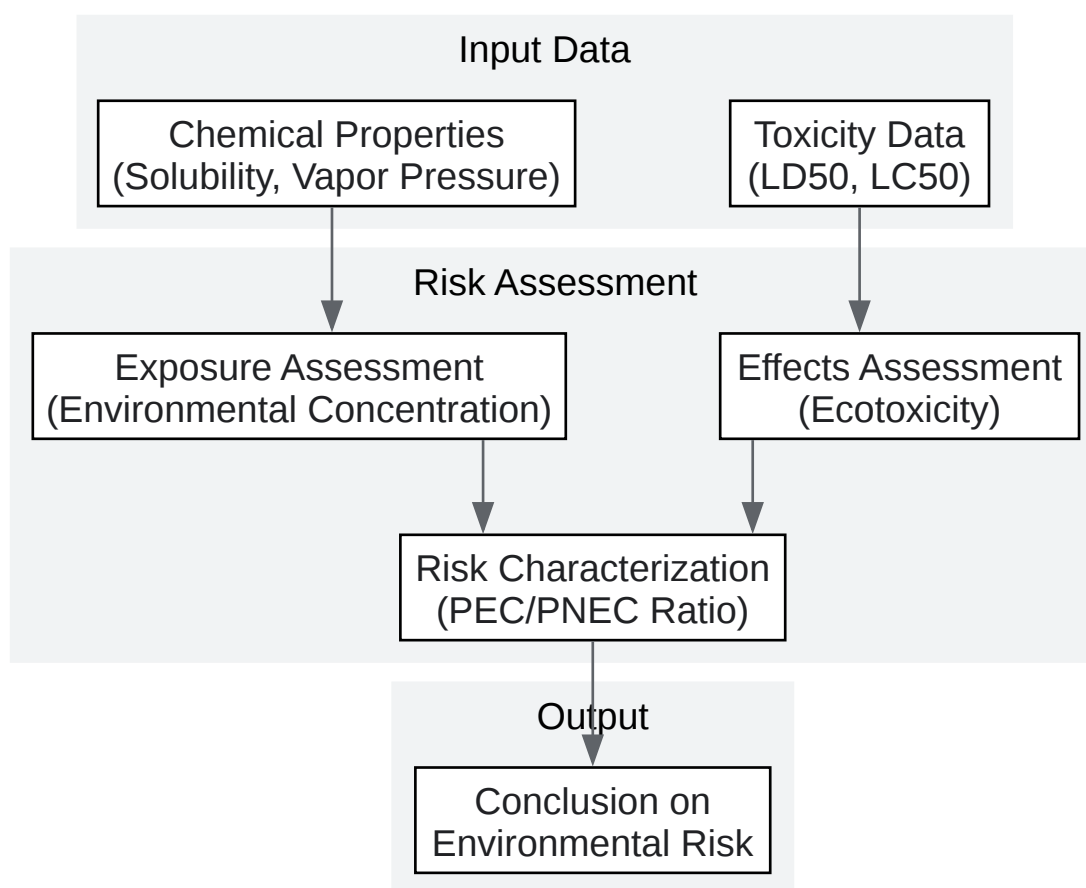 Input Data
Chemical Properties
(Solubility, Vapor Pressure)
Toxicity Data
(LD50, LC50)
Risk Assessment
Exposure Assessment
(Environmental Concentration)
Effects Assessment
(Ecotoxicity)
Risk Characterization
(PEC/PNEC Ratio)
Output
Conclusion on
Environmental Risk